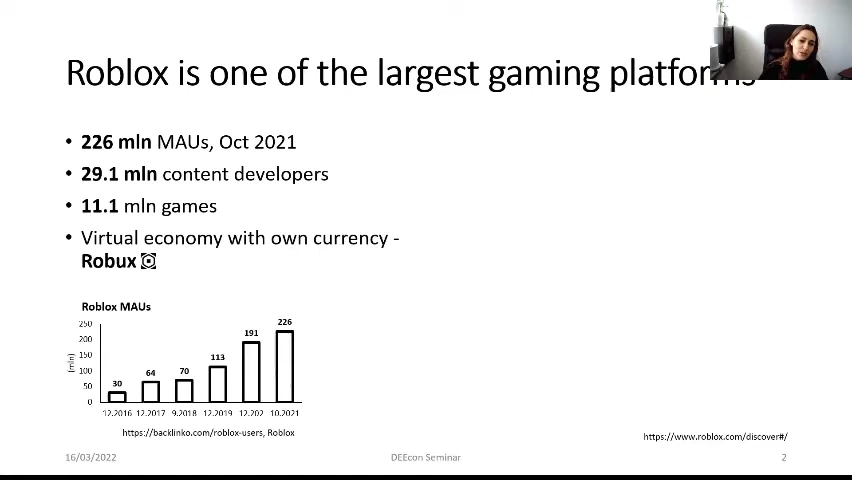 Roblox is one of the largest gaming platforms
• 226 mln MAUs, Oct 2021
• 29.1 mln content developers
• 11.1 mln games
• Virtual economy with own currency -
Robux
Roblox MAUs
(mln)
250
200
150
100
50
0
30
64
70
113
191
226
12.2016 12.2017 9.2018 12.2019 12.202 10.2021
https://backlinko.com/roblox-users, Roblox
https://www.roblox.com/discover#/
16/03/2022
DEEcon Seminar
2